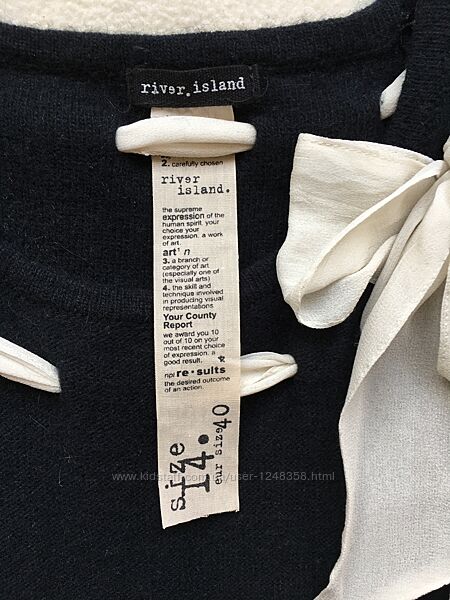 river.island
2. carefully chosen
river
island.
the supreme
expression of the
human spirit. your
choice your
expression. a work
of art.
art¹ n
3. a branch or
category of art
(especially one of
the visual arts)
4. the skill and
technique involved
in producing visual
representations
Your County
Report
we award you 10
out of 10 on your
most recent choice
of expression. a
good result.
re·sults
the desired outcome
of an action.
size
14.
eur size 40